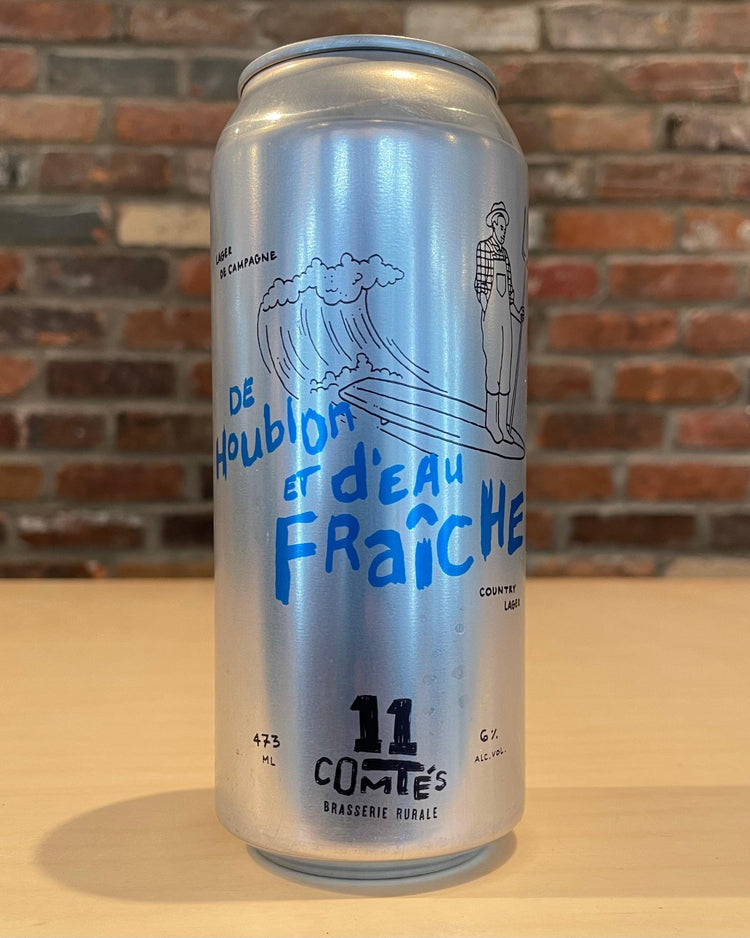 LAGER
DE CAMPAGNE
DE
HoublOn
ET d'EAU
FRaîCHE
COUNTRY
LAGER
11
COMTÉS
BRASSERIE RURALE
473
ML
6%
ALC. VOL.